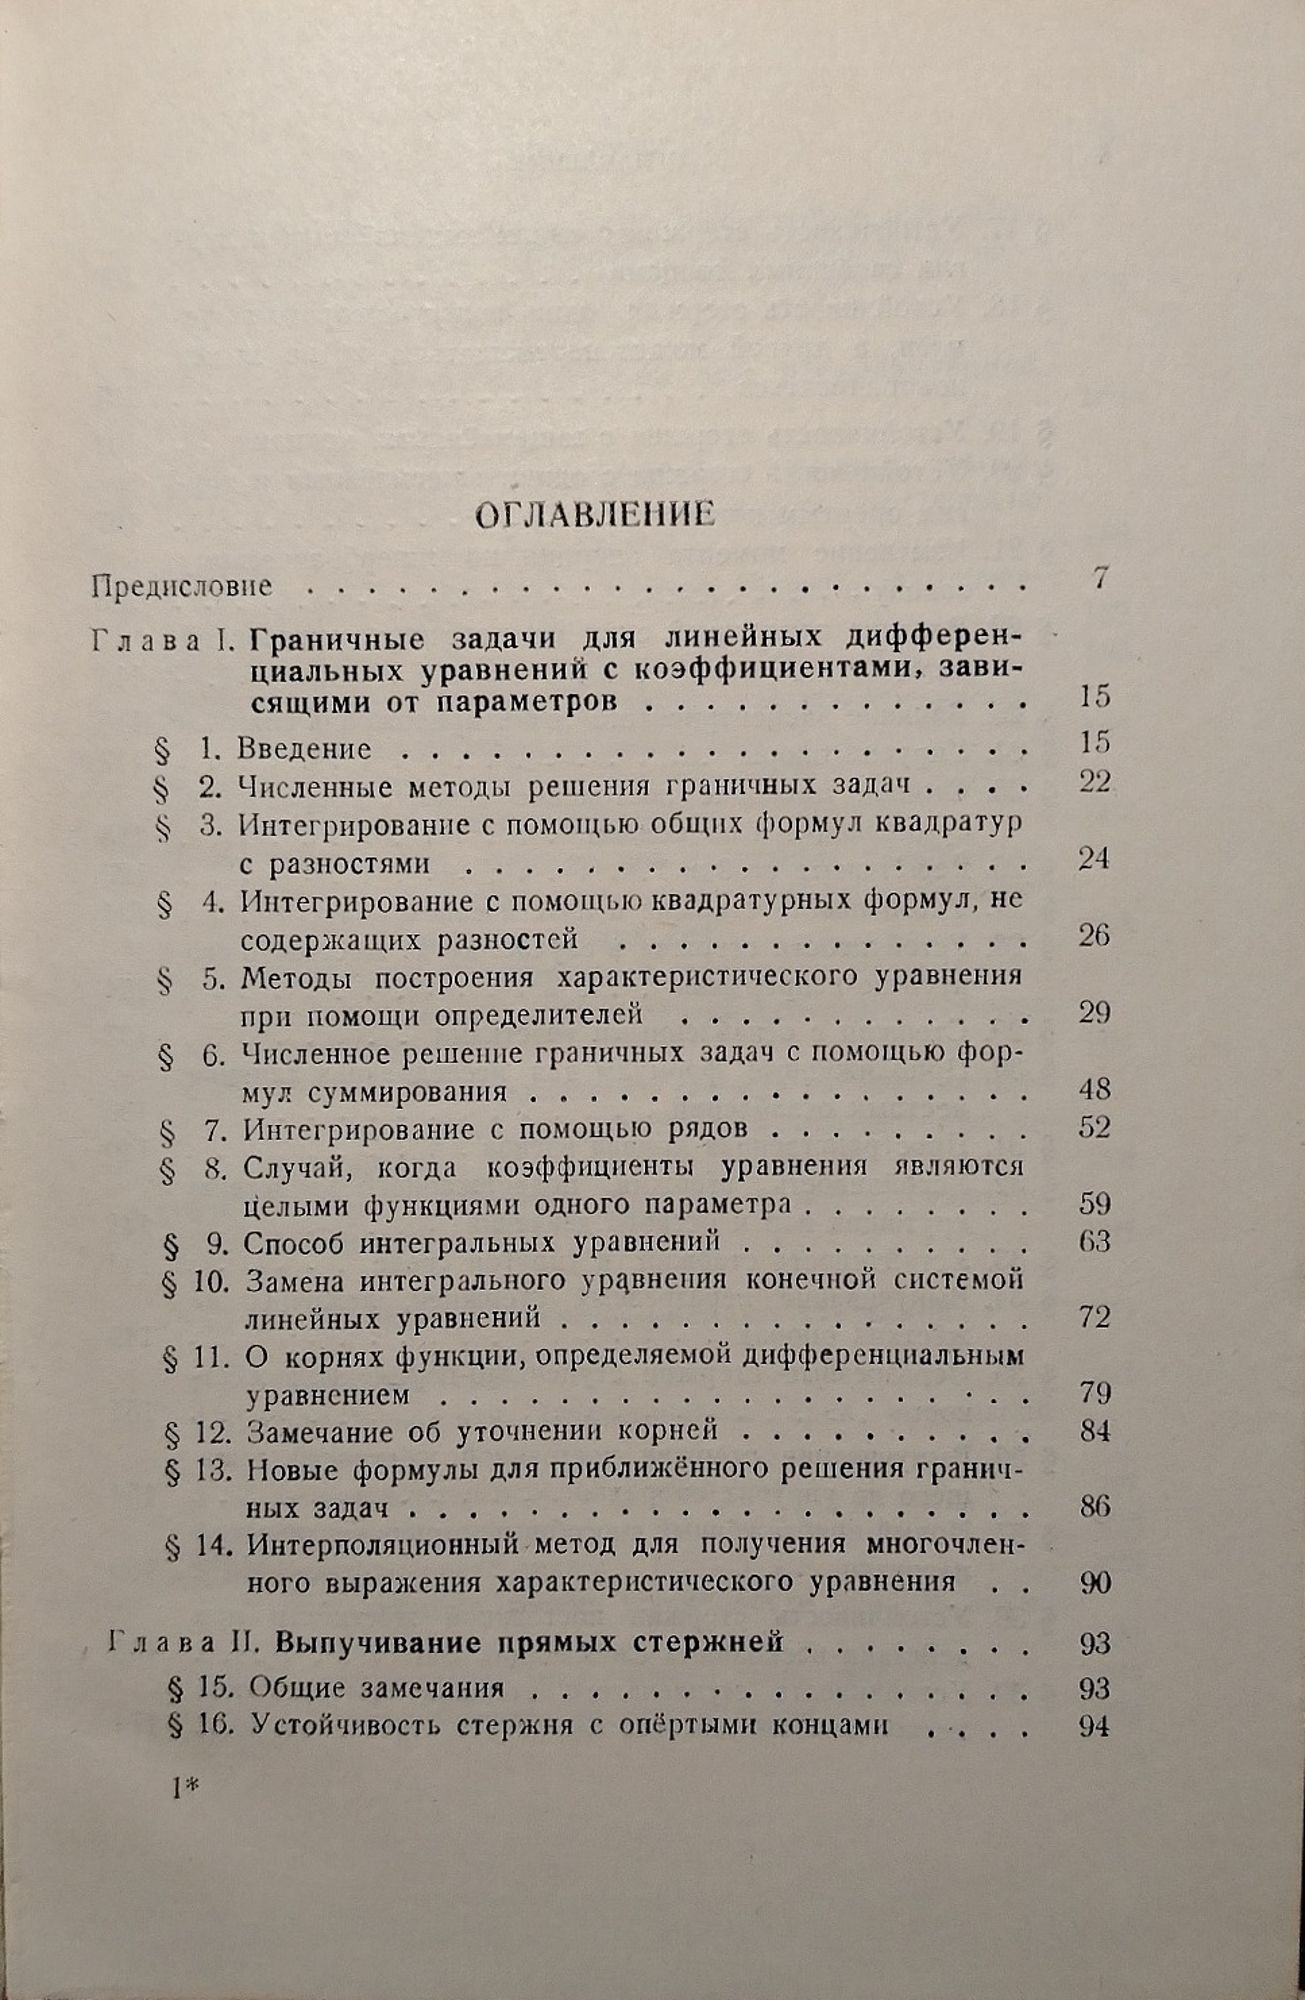 ОГЛАВЛЕНИЕ
Предисловие . . . . . . . . . . . . . . . . . . . . . . . . 7
Глава I. Граничные задачи для линейных дифферен-
циальных уравнений с коэффициентами, зави-
сящими от параметров . . . . . . . . . . . . . 15
§ 1. Введение . . . . . . . . . . . . . . . . . . . . . 15
§ 2. Численные методы решения граничных задач . . . . 22
§ 3. Интегрирование с помощью общих формул квадратур
с разностями . . . . . . . . . . . . . . . . . . . 24
§ 4. Интегрирование с помощью квадратурных формул, не
содержащих разностей . . . . . . . . . . . . . . 26
§ 5. Методы построения характеристического уравнения
при помощи определителей . . . . . . . . . . . . 29
§ 6. Численное решение граничных задач с помощью фор-
мул суммирования . . . . . . . . . . . . . . . . . 48
§ 7. Интегрирование с помощью рядов . . . . . . . . . 52
§ 8. Случай, когда коэффициенты уравнения являются
целыми функциями одного параметра . . . . . . . . 59
§ 9. Способ интегральных уравнений . . . . . . . . . . 63
§ 10. Замена интегрального уравнения конечной системой
линейных уравнений . . . . . . . . . . . . . . . . 72
§ 11. О корнях функции, определяемой дифференциальным
уравнением . . . . . . . . . . . . . . . . . . . . 79
§ 12. Замечание об уточнении корней . . . . . . . . . . 84
§ 13. Новые формулы для приближённого решения гранич-
ных задач . . . . . . . . . . . . . . . . . . . . . 86
§ 14. Интерполяционный метод для получения многочлен-
ного выражения характеристического уравнения . . 90
Глава II. Выпучивание прямых стержней . . . . . . . . 93
§ 15. Общие замечания . . . . . . . . . . . . . . . . . 93
§ 16. Устойчивость стержня с опёртыми концами . . . . 94
1*